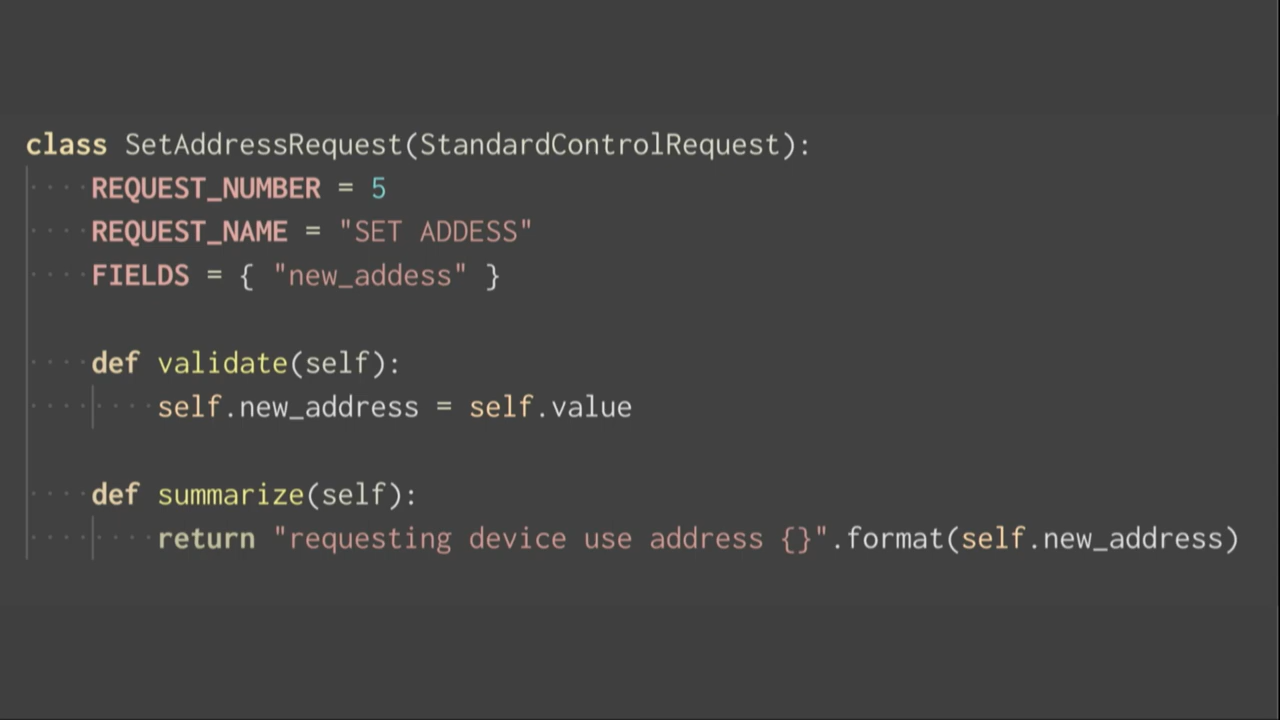 class SetAddressRequest(StandardControlRequest):
    REQUEST_NUMBER = 5
    REQUEST_NAME = "SET ADDESS"
    FIELDS = { "new_addess" }

    def validate(self):
        self.new_address = self.value

    def summarize(self):
        return "requesting device use address {}".format(self.new_address)